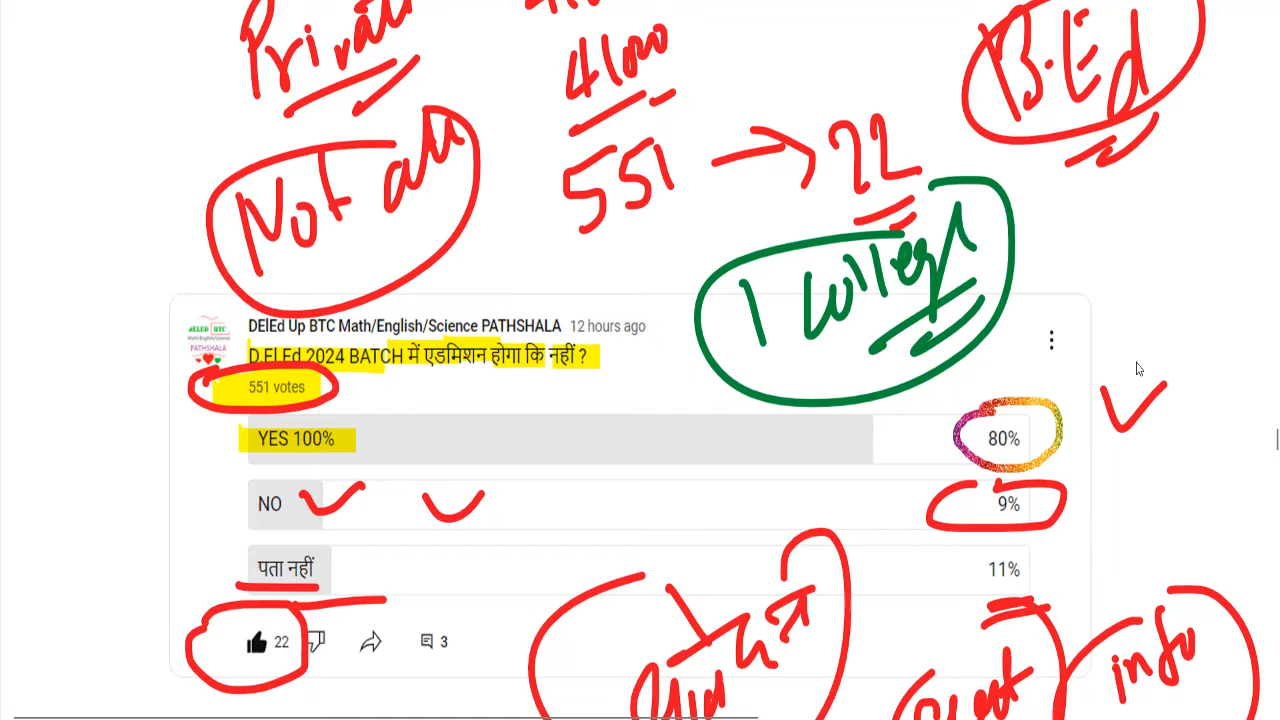 Private
4100
B.Ed
Not all
551 → 22
1 College
DElEd Up BTC Math/English/Science PATHSHALA 12 hours ago
D.El.Ed 2024 BATCH में एडमिशन होगा कि नहीं ?
551 votes
YES 100% 80%
NO 9%
पता नहीं 11%
22 3
info